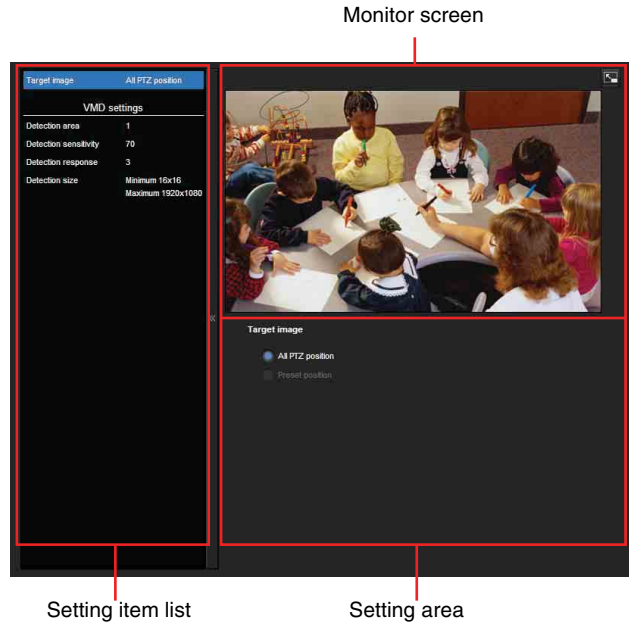 Monitor screen
Target image All PTZ position
VMD settings
Detection area 1
Detection sensitivity 70
Detection response 3
Detection size Minimum 16x16
Maximum 1920x1080
«
Target image
All PTZ position
Preset position
Setting item list
Setting area